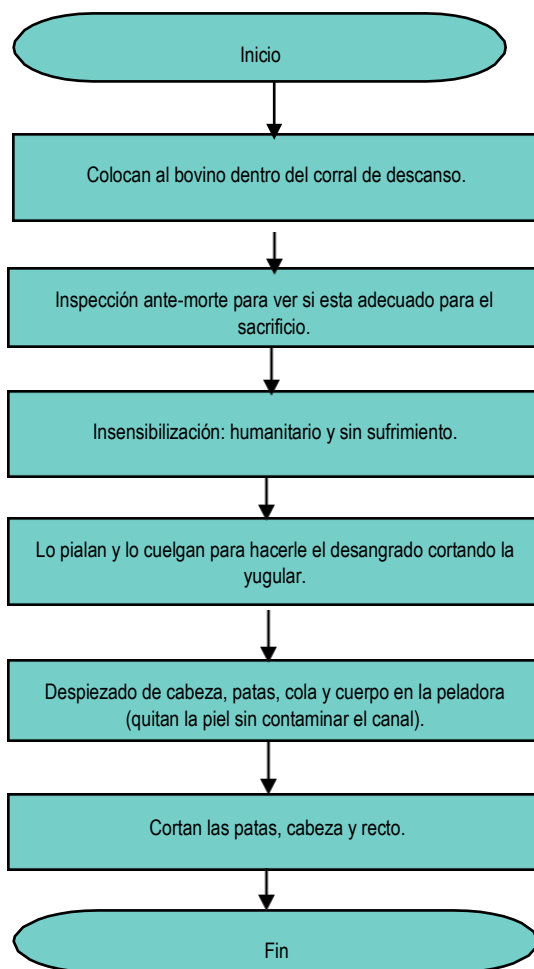 Inicio
Colocan al bovino dentro del corral de descanso.
Inspección ante-morte para ver si esta adecuado para el
sacrificio.
Insensibilización: humanitario y sin sufrimiento.
Lo pialan y lo cuelgan para hacerle el desangrado cortando la
yugular.
Despiezado de cabeza, patas, cola y cuerpo en la peladora
(quitan la piel sin contaminar el canal).
Cortan las patas, cabeza y recto.
Fin